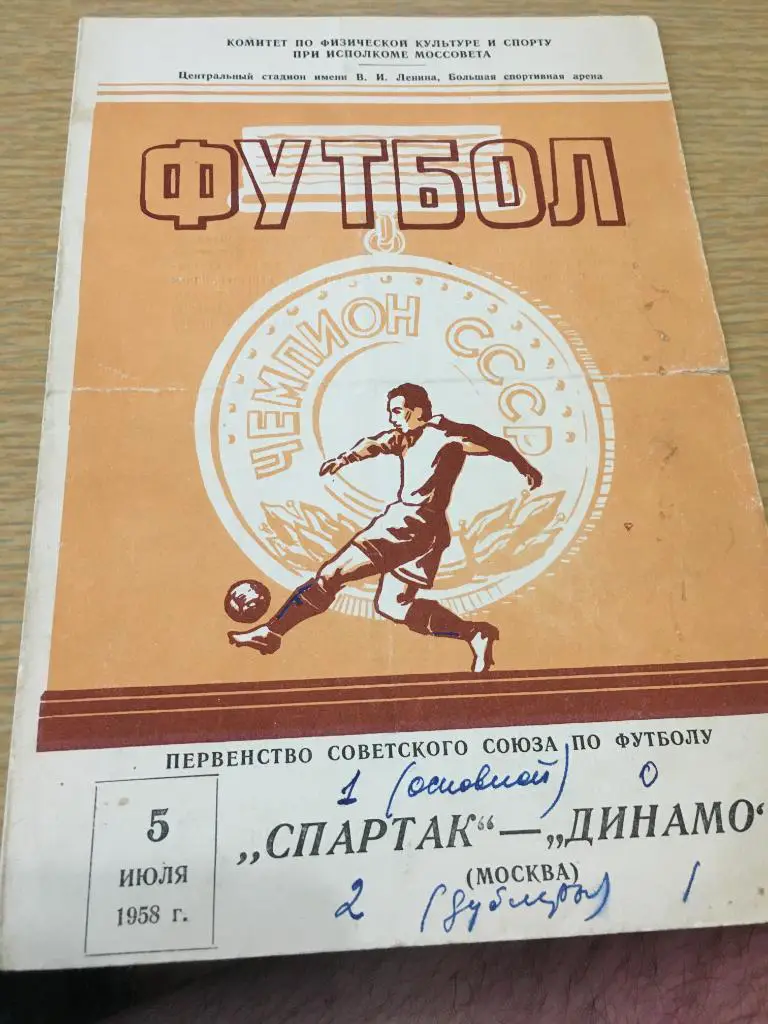 КОМИТЕТ ПО ФИЗИЧЕСКОЙ КУЛЬТУРЕ И СПОРТУ
ПРИ ИСПОЛКОМЕ МОССОВЕТА
Центральный стадион имени В. И. Ленина, Большая спортивная арена
ФУТБОЛ
ЧЕМПИОН СССР
ПЕРВЕНСТВО СОВЕТСКОГО СОЮЗА ПО ФУТБОЛУ
1 (основной) 0
5
ИЮЛЯ
1958 г.
„СПАРТАК“—„ДИНАМО“
(МОСКВА)
2 (дублеры) 1